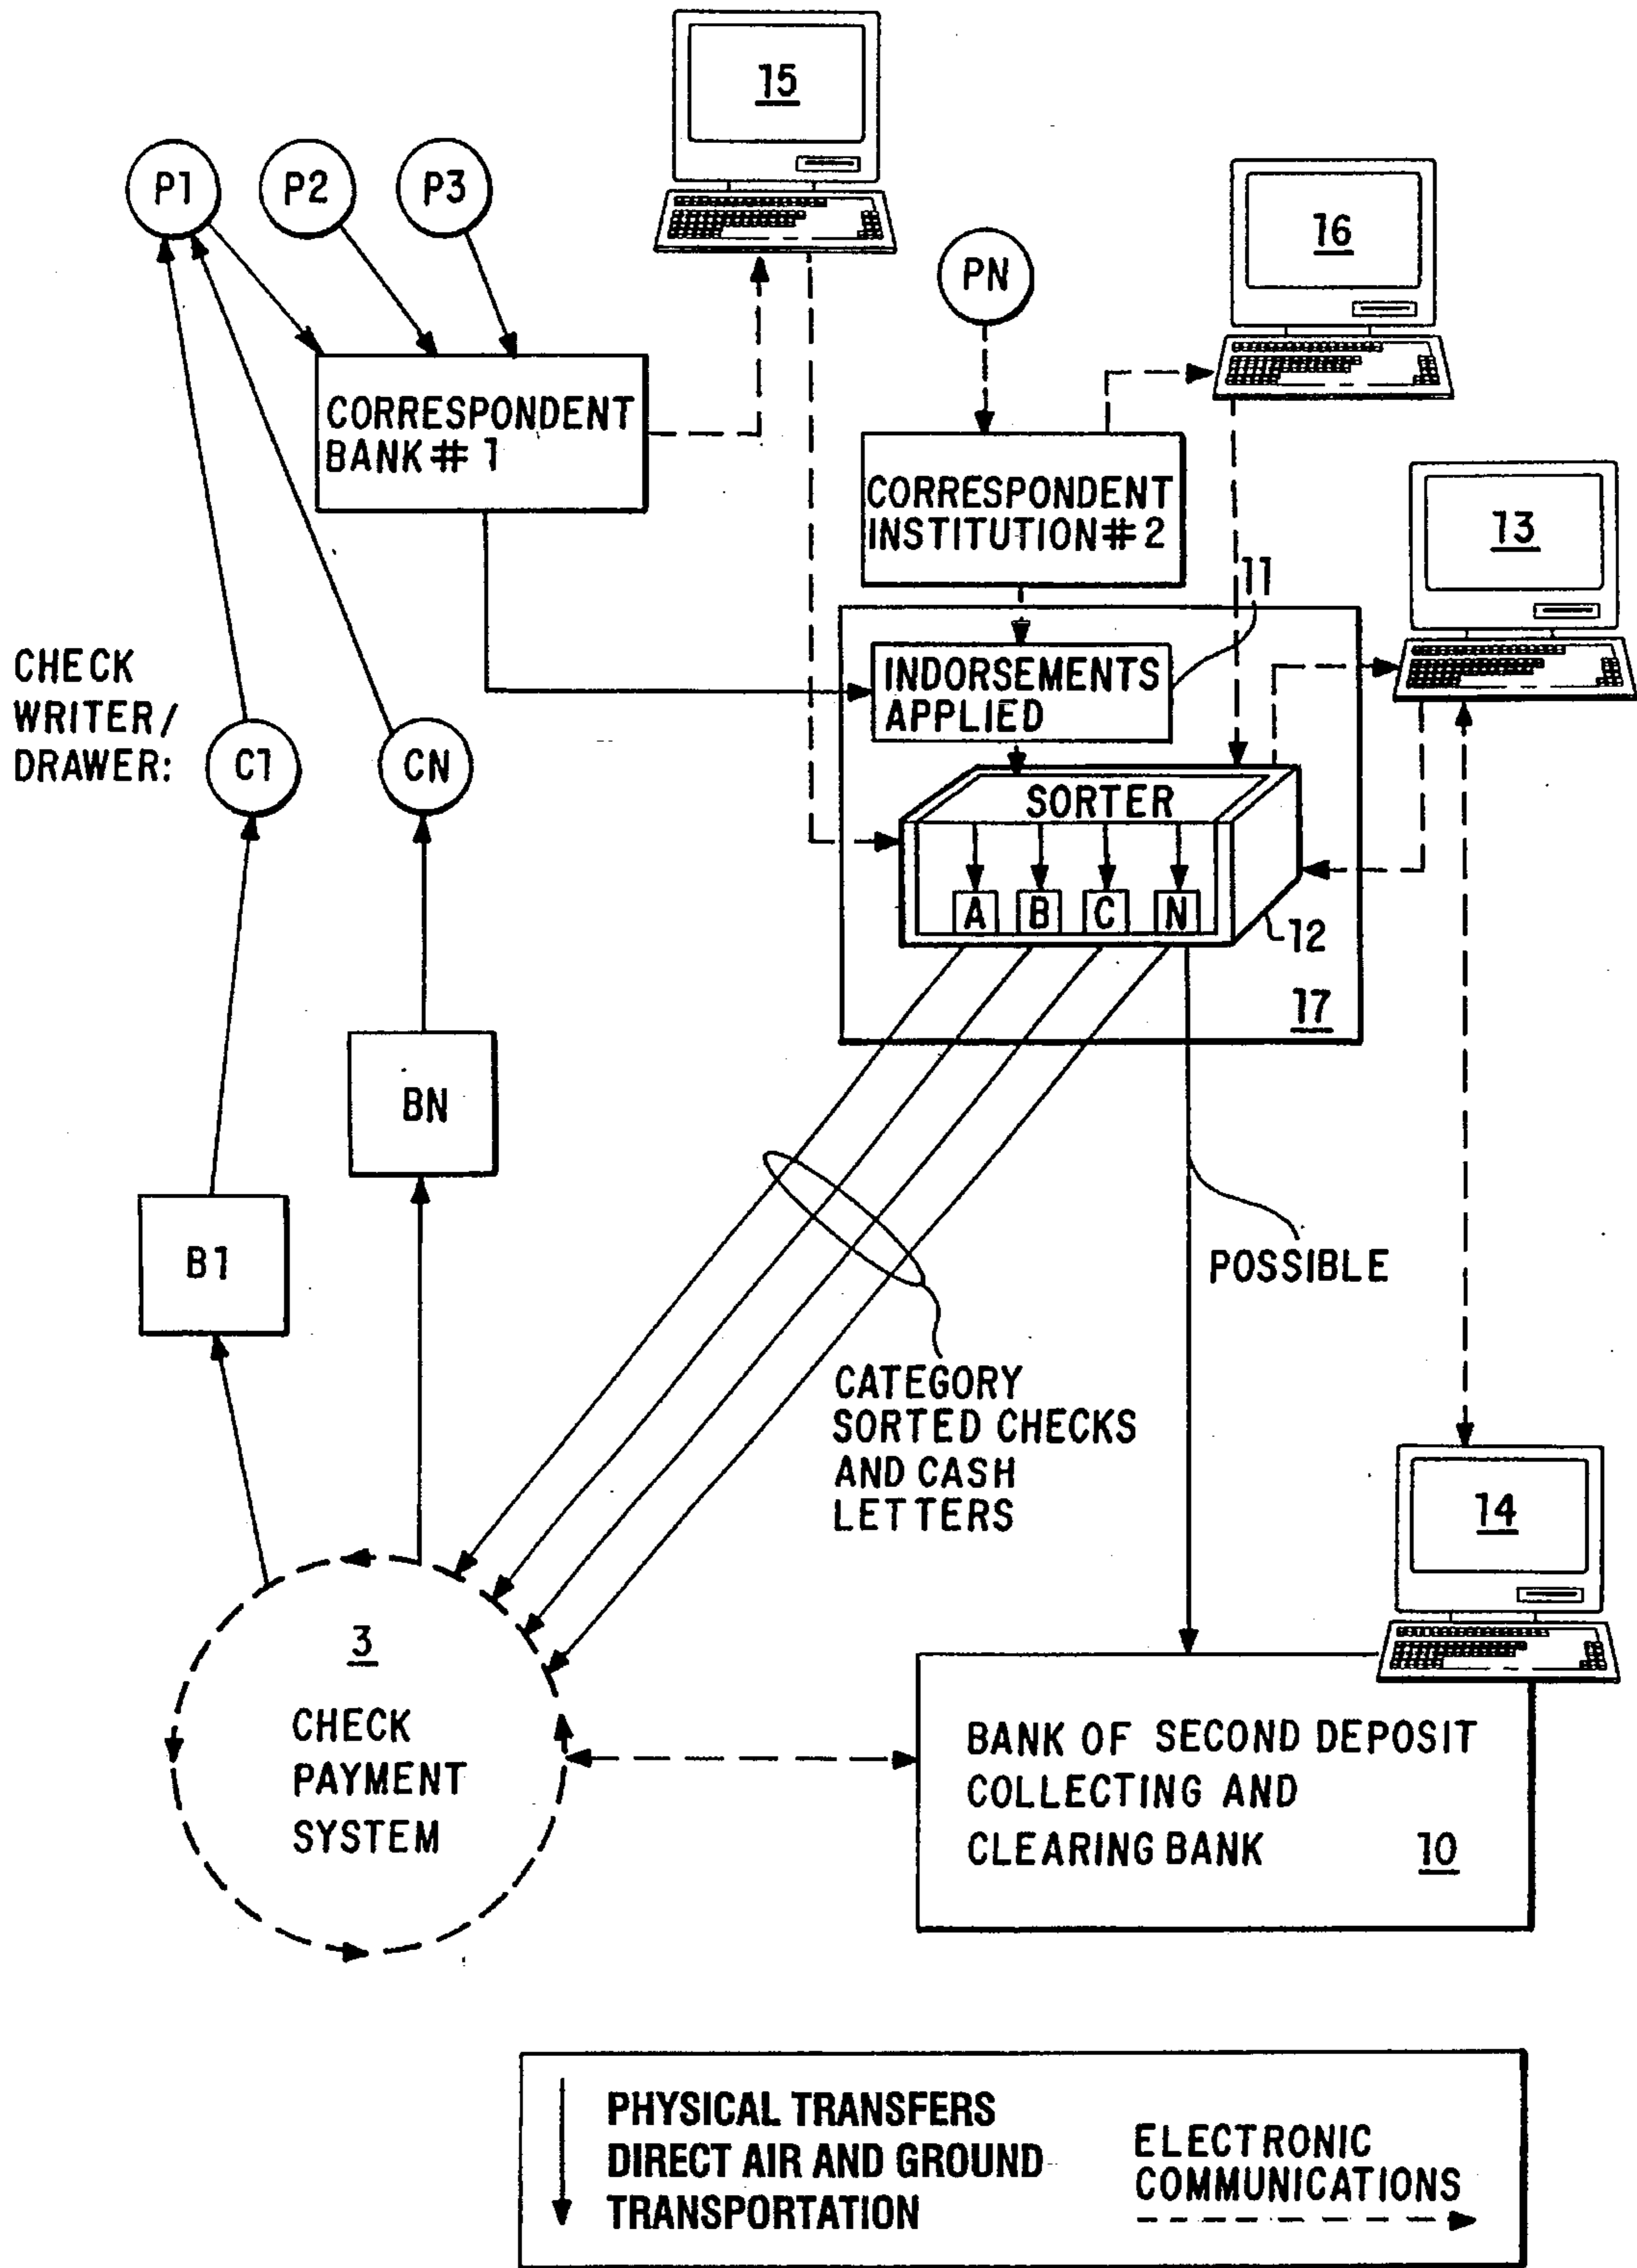 15
P1
P2
P3
16
PN
CORRESPONDENT
BANK # 1
CORRESPONDENT
INSTITUTION # 2
13
11
INDORSEMENTS
APPLIED
CHECK
WRITER/
DRAWER:
C1
CN
SORTER
A B C N
12
17
BN
B1
POSSIBLE
CATEGORY
SORTED CHECKS
AND CASH
LETTERS
14
3
CHECK
PAYMENT
SYSTEM
BANK OF SECOND DEPOSIT
COLLECTING AND
CLEARING BANK 10
PHYSICAL TRANSFERS
DIRECT AIR AND GROUND
TRANSPORTATION
ELECTRONIC
COMMUNICATIONS